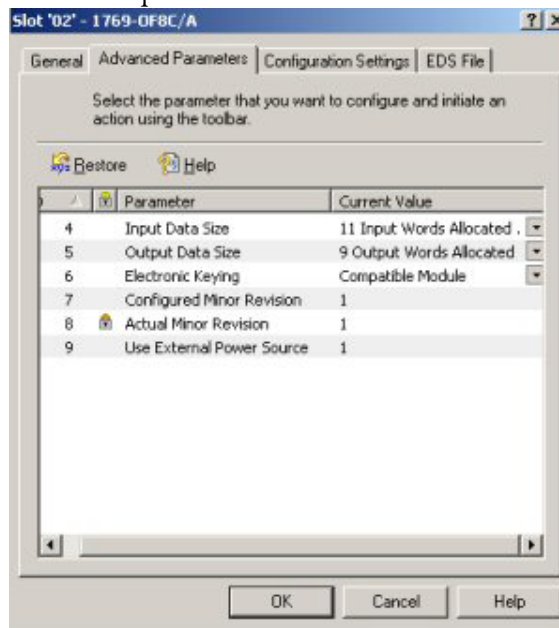 Slot '02' - 1769-OF8C/A
General Advanced Parameters Configuration Settings EDS File
Select the parameter that you want to configure and initiate an
action using the toolbar.
Restore Help
Parameter Current Value
4 Input Data Size 11 Input Words Allocated .
5 Output Data Size 9 Output Words Allocated
6 Electronic Keying Compatible Module
7 Configured Minor Revision 1
8 Actual Minor Revision 1
9 Use External Power Source 1
OK Cancel Help